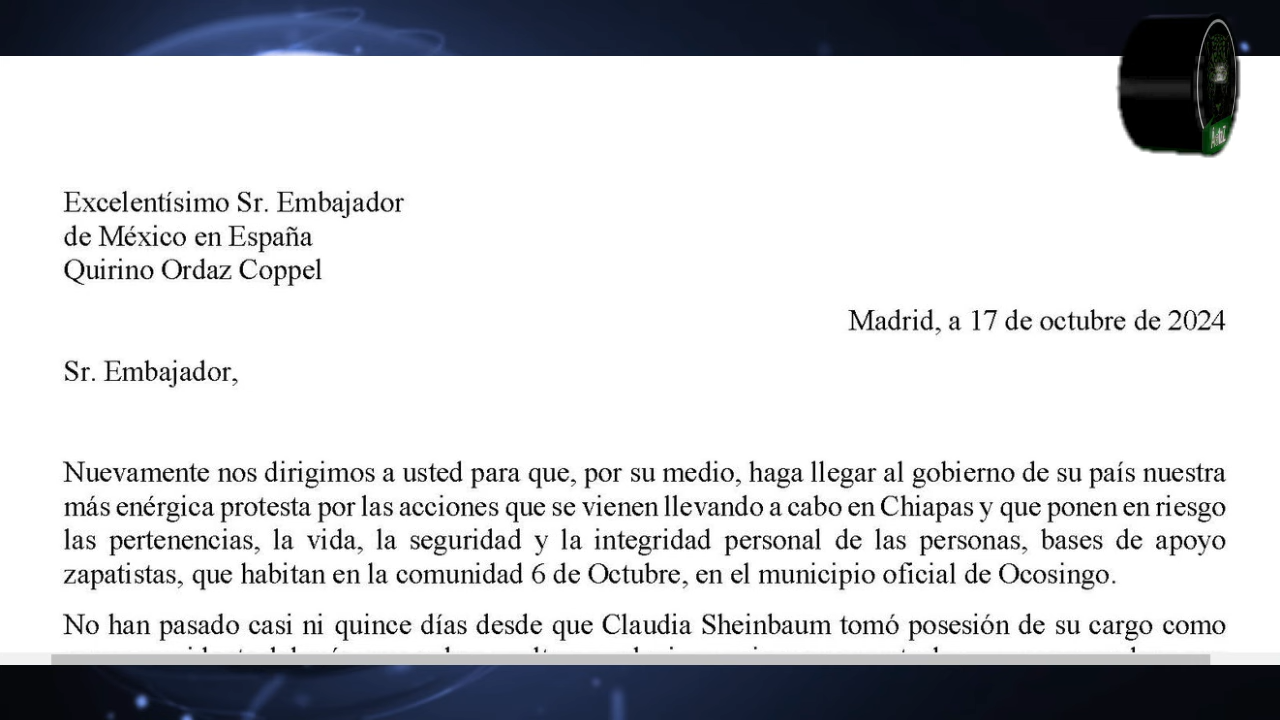 Excelentísimo Sr. Embajador
de México en España
Quirino Ordaz Coppel
Madrid, a 17 de octubre de 2024
Sr. Embajador,
Nuevamente nos dirigimos a usted para que, por su medio, haga llegar al gobierno de su país nuestra
más enérgica protesta por las acciones que se vienen llevando a cabo en Chiapas y que ponen en riesgo
las pertenencias, la vida, la seguridad y la integridad personal de las personas, bases de apoyo
zapatistas, que habitan en la comunidad 6 de Octubre, en el municipio oficial de Ocosingo.
No han pasado casi ni quince días desde que Claudia Sheinbaum tomó posesión de su cargo como